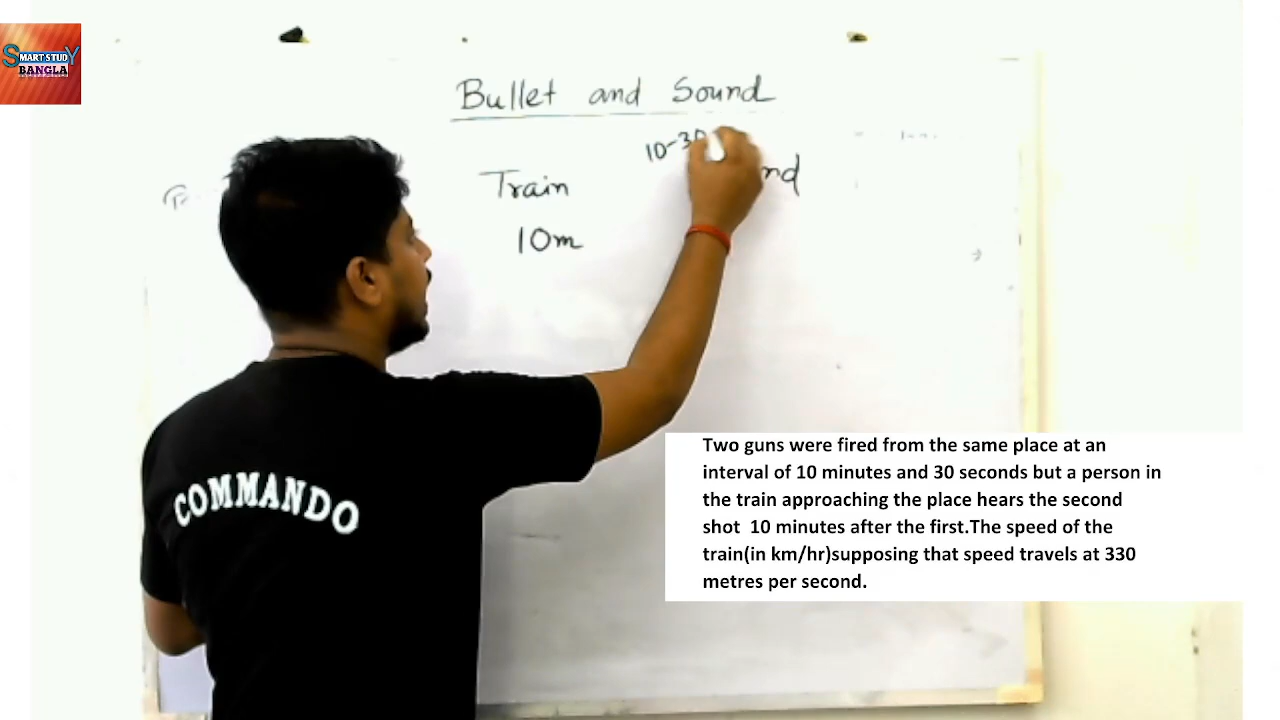 SMART STUDY
BANGLA
Bullet and Sound
10-30
Train
10m
COMMANDO
Two guns were fired from the same place at an
interval of 10 minutes and 30 seconds but a person in
the train approaching the place hears the second
shot 10 minutes after the first.The speed of the
train(in km/hr)supposing that speed travels at 330
metres per second.